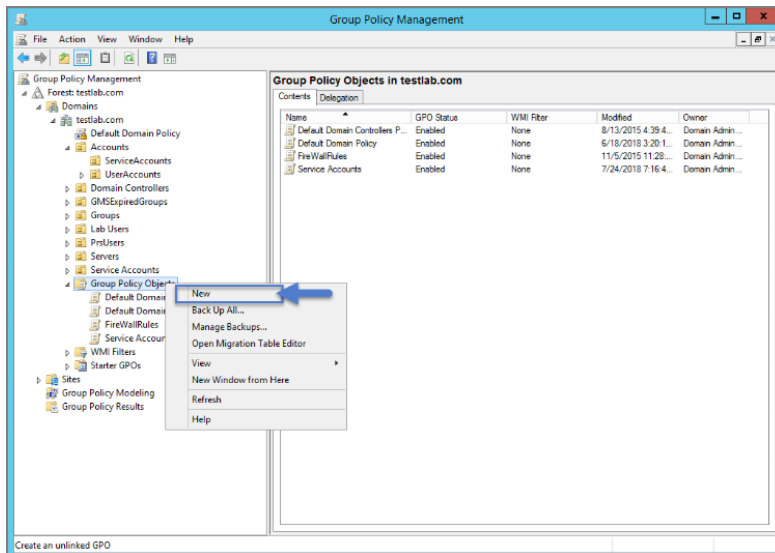 Group Policy Management
File Action View Window Help
Group Policy Management
Forest: testlab.com
Domains
testlab.com
Default Domain Policy
Accounts
ServiceAccounts
UserAccounts
Domain Controllers
GMSExpiredGroups
Groups
Lab Users
PrsUsers
Servers
Service Accounts
Group Policy Objects
Default Domai
Default Domai
FireWallRules
Service Accour
WMI Filters
Starter GPOs
Sites
Group Policy Modeling
Group Policy Results
New
Back Up All...
Manage Backups...
Open Migration Table Editor
View
New Window from Here
Refresh
Help
Group Policy Objects in testlab.com
Contents Delegation
Name GPO Status WMI Filter Modified Owner
Default Domain Controllers P... Enabled None 8/13/2015 4:39:4... Domain Admin...
Default Domain Policy Enabled None 6/18/2018 3:20:1... Domain Admin...
FireWallRules Enabled None 11/5/2015 11:28:... Domain Admin...
Service Accounts Enabled None 7/24/2018 7:16:4... Domain Admin...
Create an unlinked GPO